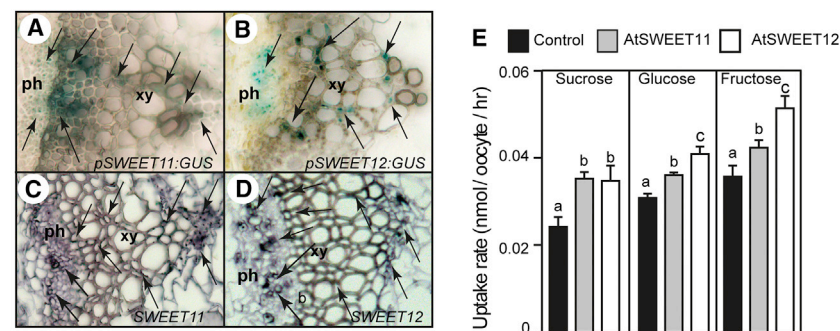 A
ph
xy
pSWEET11:GUS
B
ph
xy
pSWEET12:GUS
C
ph
xy
SWEET11
D
ph
xy
b
SWEET12
E
Control AtSWEET11 AtSWEET12
Uptake rate (nmol/ oocyte / hr)
0.06
0.04
0.02
0
Sucrose Glucose Fructose
a b b
a b c
a b c